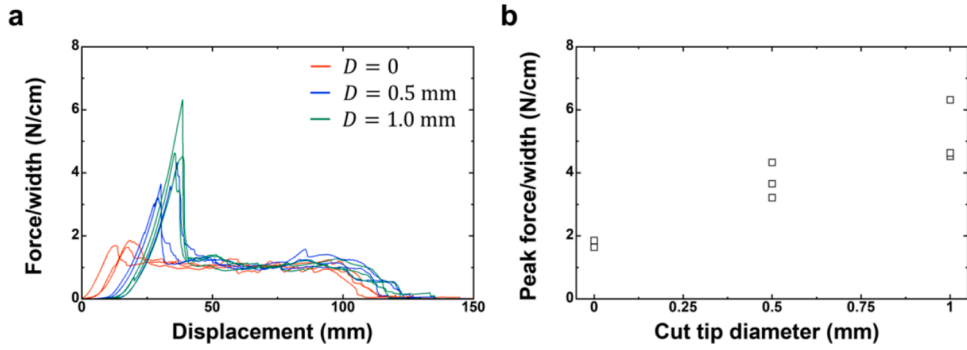 a
8
6
4
2
0
Force/width (N/cm)
D = 0
D = 0.5 mm
D = 1.0 mm
0 50 100 150
Displacement (mm)
b
8
6
4
2
0
Peak force/width (N/cm)
0 0.25 0.5 0.75 1
Cut tip diameter (mm)